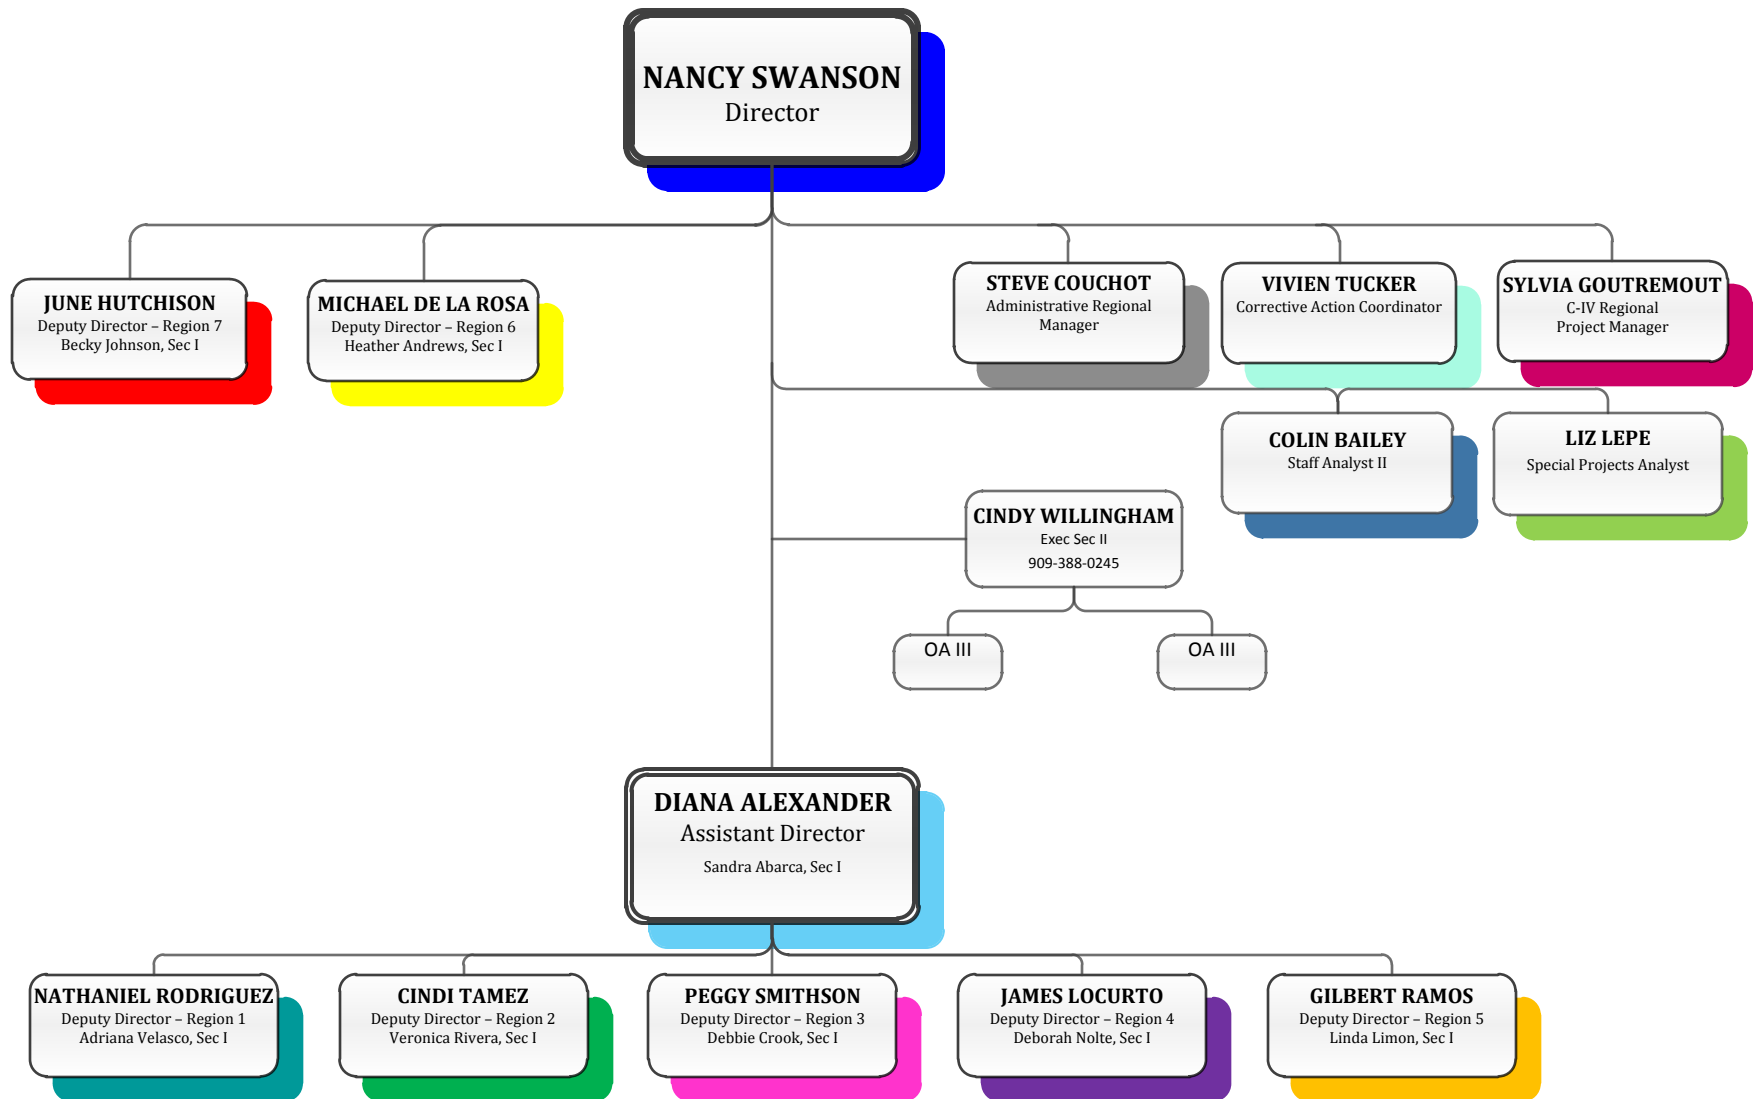 NANCY SWANSON
Director
JUNE HUTCHISON
Deputy Director – Region 7
Becky Johnson, Sec I
MICHAEL DE LA ROSA
Deputy Director – Region 6
Heather Andrews, Sec I
STEVE COUCHOT
Administrative Regional
Manager
VIVIEN TUCKER
Corrective Action Coordinator
SYLVIA GOUTREMOUT
C-IV Regional
Project Manager
COLIN BAILEY
Staff Analyst II
LIZ LEPE
Special Projects Analyst
CINDY WILLINGHAM
Exec Sec II
909-388-0245
OA III
OA III
DIANA ALEXANDER
Assistant Director
Sandra Abarca, Sec I
NATHANIEL RODRIGUEZ
Deputy Director – Region 1
Adriana Velasco, Sec I
CINDI TAMEZ
Deputy Director – Region 2
Veronica Rivera, Sec I
PEGGY SMITHSON
Deputy Director – Region 3
Debbie Crook, Sec I
JAMES LOCURTO
Deputy Director – Region 4
Deborah Nolte, Sec I
GILBERT RAMOS
Deputy Director – Region 5
Linda Limon, Sec I